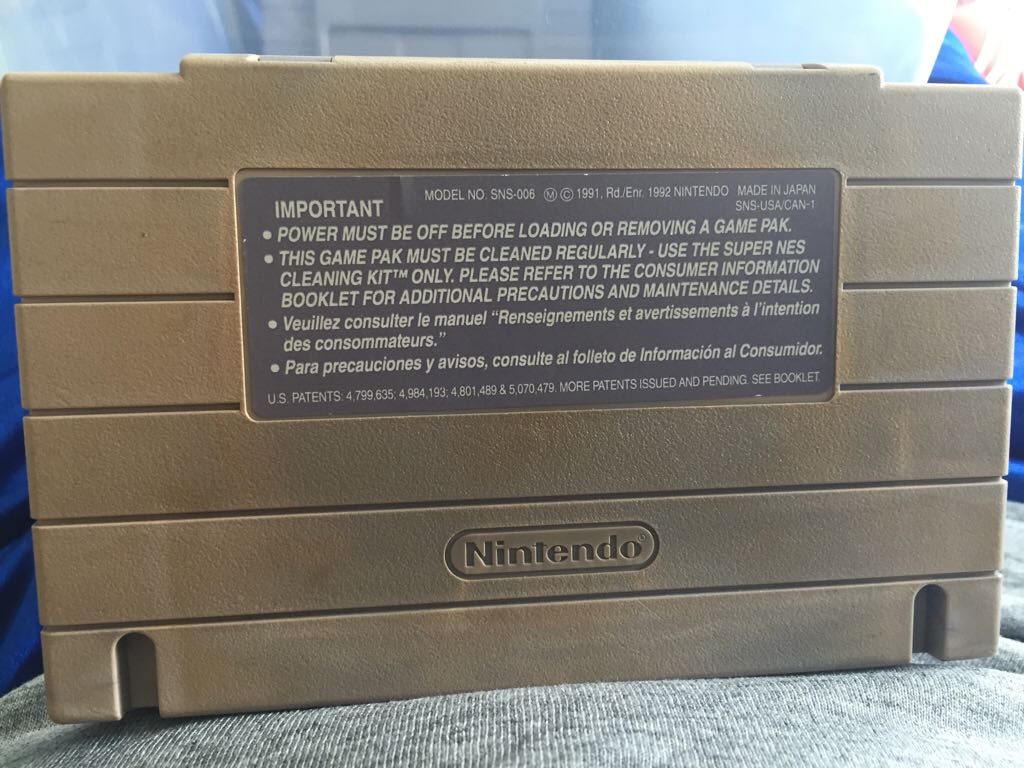 MODEL NO. SNS-006 Ⓜ © 1991, Rd./Enr. 1992 NINTENDO MADE IN JAPAN
SNS-USA/CAN-1
IMPORTANT
• POWER MUST BE OFF BEFORE LOADING OR REMOVING A GAME PAK.
• THIS GAME PAK MUST BE CLEANED REGULARLY - USE THE SUPER NES
CLEANING KIT™ ONLY. PLEASE REFER TO THE CONSUMER INFORMATION
BOOKLET FOR ADDITIONAL PRECAUTIONS AND MAINTENANCE DETAILS.
• Veuillez consulter le manuel “Renseignements et avertissements à l’intention
des consommateurs.”
• Para precauciones y avisos, consulte al folleto de Información al Consumidor.
U.S. PATENTS: 4,799,635; 4,984,193; 4,801,489 & 5,070,479. MORE PATENTS ISSUED AND PENDING. SEE BOOKLET.
Nintendo®